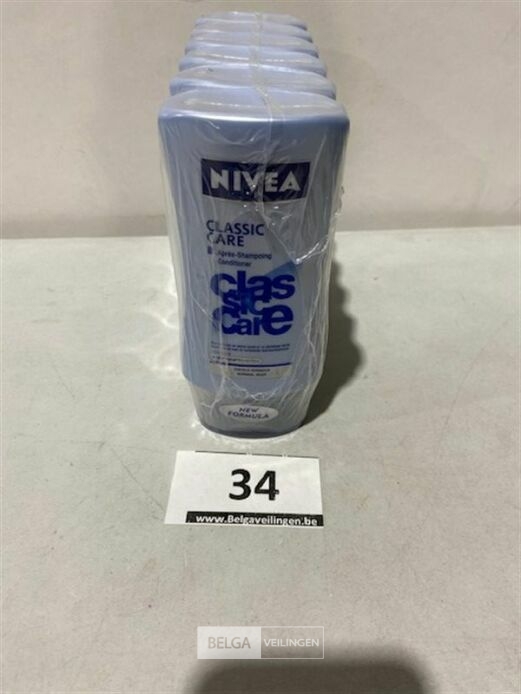 NIVEA
CLASSIC
CARE
Après-Shampoing
Conditioner
clas
sic
care
NEW
FORMULA
34
www.Belgaveilingen.be
BELGA VEILINGEN